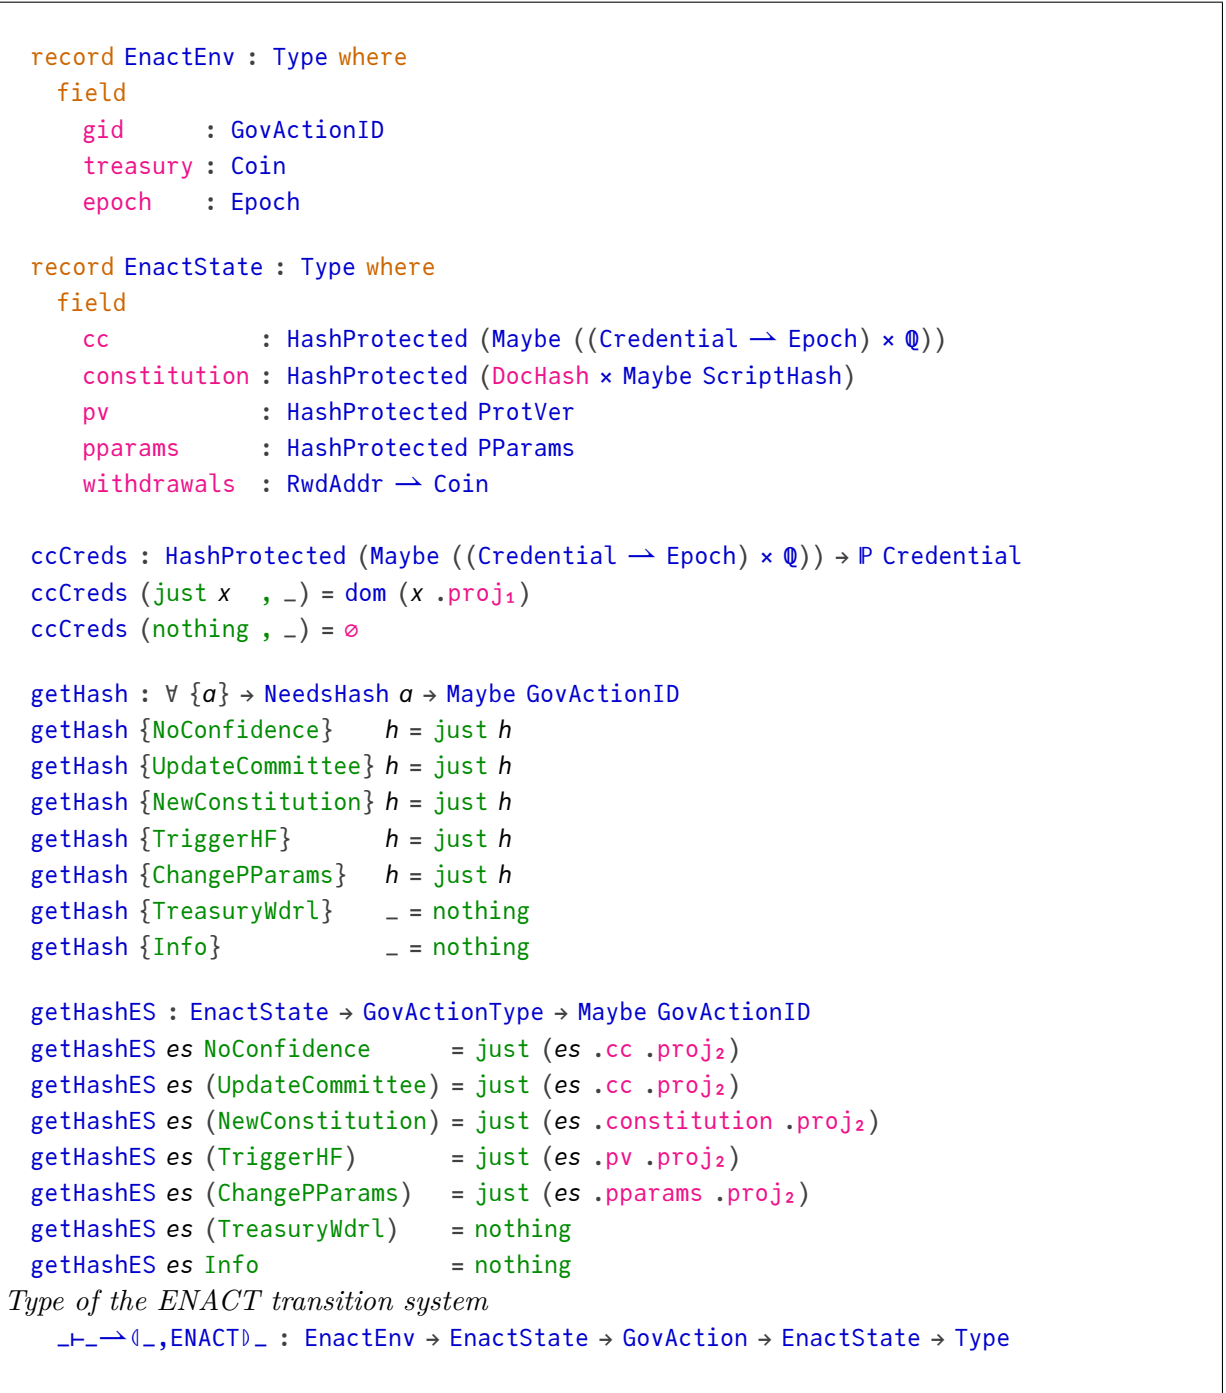 record EnactEnv : Type where
  field
    gid      : GovActionID
    treasury : Coin
    epoch    : Epoch
record EnactState : Type where
  field
    cc           : HashProtected (Maybe ((Credential ⇀ Epoch) × ℚ))
    constitution : HashProtected (DocHash × Maybe ScriptHash)
    pv           : HashProtected ProtVer
    pparams      : HashProtected PParams
    withdrawals  : RwdAddr ⇀ Coin
ccCreds : HashProtected (Maybe ((Credential ⇀ Epoch) × ℚ)) → ℙ Credential
ccCreds (just x   , _) = dom (x .proj₁)
ccCreds (nothing , _) = ∅
getHash : ∀ {a} → NeedsHash a → Maybe GovActionID
getHash {NoConfidence}    h = just h
getHash {UpdateCommittee} h = just h
getHash {NewConstitution} h = just h
getHash {TriggerHF}       h = just h
getHash {ChangePParams}   h = just h
getHash {TreasuryWdrl}    _ = nothing
getHash {Info}            _ = nothing
getHashES : EnactState → GovActionType → Maybe GovActionID
getHashES es NoConfidence      = just (es .cc .proj₂)
getHashES es (UpdateCommittee) = just (es .cc .proj₂)
getHashES es (NewConstitution) = just (es .constitution .proj₂)
getHashES es (TriggerHF)       = just (es .pv .proj₂)
getHashES es (ChangePParams)   = just (es .pparams .proj₂)
getHashES es (TreasuryWdrl)    = nothing
getHashES es Info              = nothing
Type of the ENACT transition system
_⊢_⇀⦇_,ENACT⦈_ : EnactEnv → EnactState → GovAction → EnactState → Type